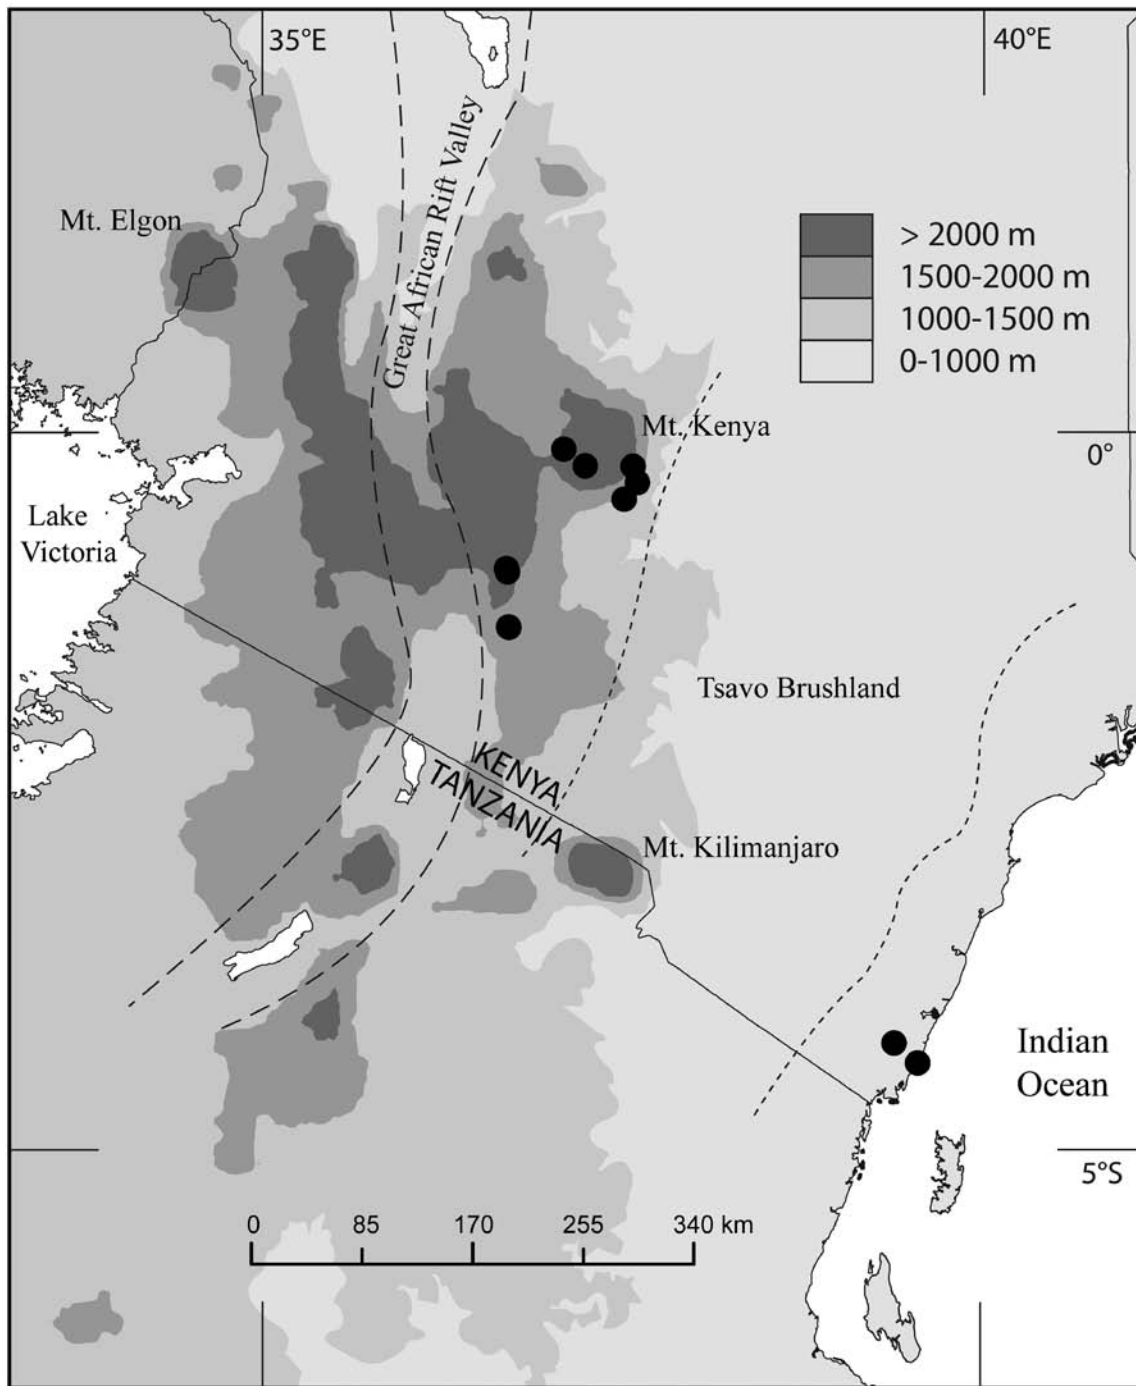 35°E
40°E
Great African Rift Valley
Mt. Elgon
> 2000 m
1500-2000 m
1000-1500 m
0-1000 m
Mt. Kenya
0°
Lake
Victoria
Tsavo Brushland
KENYA
TANZANIA
Mt. Kilimanjaro
Indian
Ocean
5°S
0 85 170 255 340 km